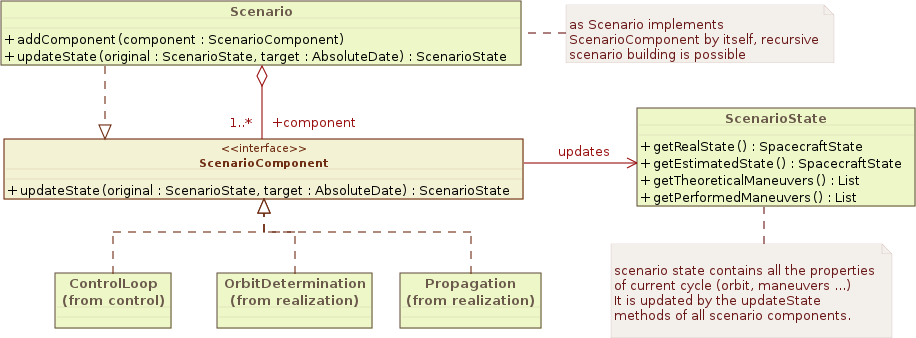 Scenario
+ addComponent(component : ScenarioComponent)
+ updateState(original : ScenarioState, target : AbsoluteDate) : ScenarioState
as Scenario implements
ScenarioComponent by itself, recursive
scenario building is possible
1..*
+component
<<interface>>
ScenarioComponent
+ updateState(original : ScenarioState, target : AbsoluteDate) : ScenarioState
updates
ScenarioState
+ getRealState() : SpacecraftState
+ getEstimatedState() : SpacecraftState
+ getTheoreticalManeuvers() : List
+ getPerformedManeuvers() : List
ControlLoop
(from control)
OrbitDetermination
(from realization)
Propagation
(from realization)
scenario state contains all the properties
of current cycle (orbit, maneuvers ...)
It is updated by the updateState
methods of all scenario components.